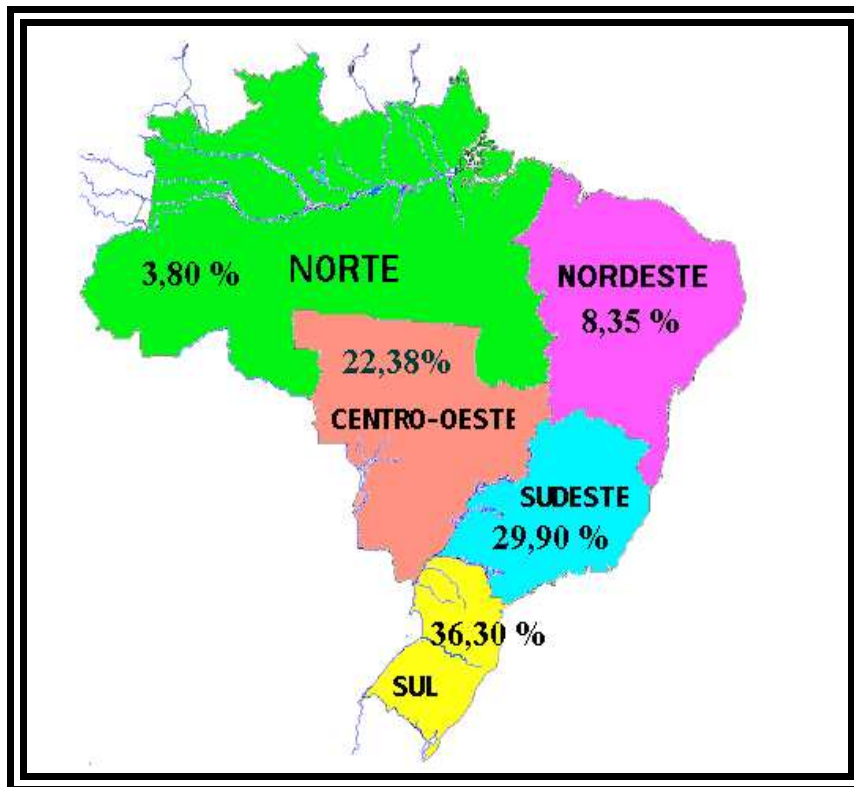 3,80 %
NORTE
NORDESTE
8,35 %
22,38%
CENTRO-OESTE
SUDESTE
29,90 %
36,30 %
SUL